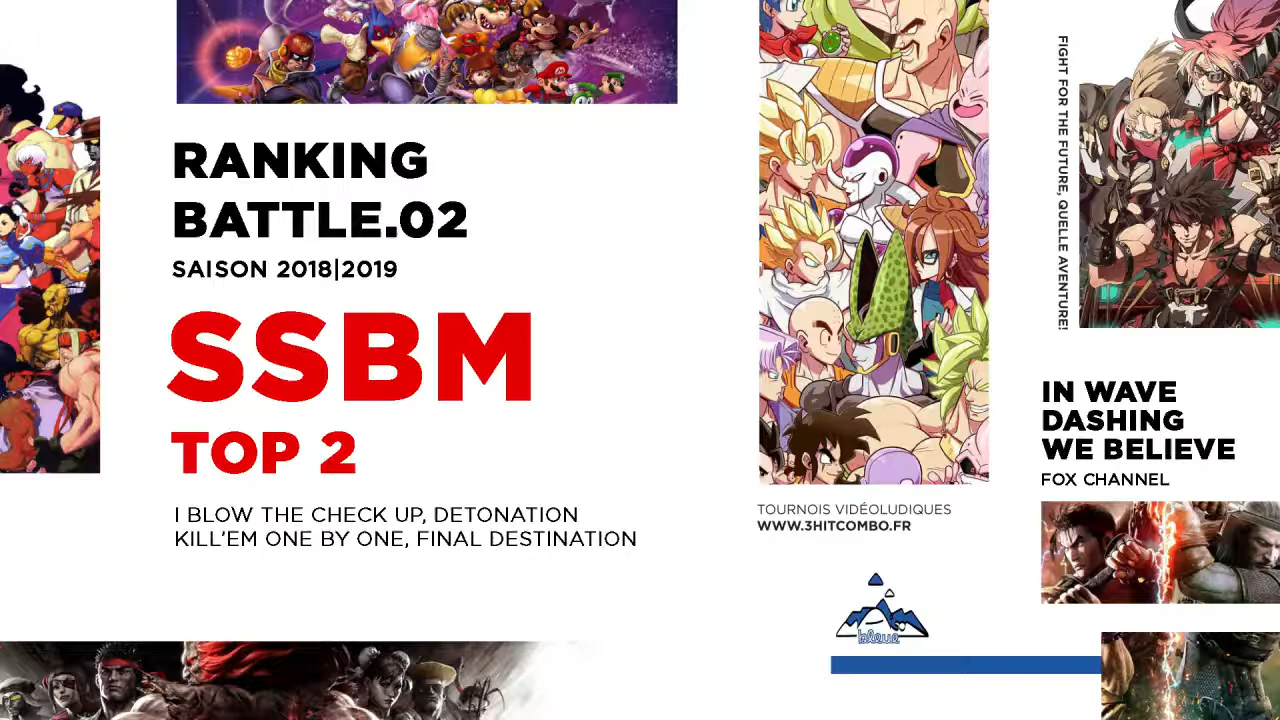 RANKING
BATTLE.02
SAISON 2018|2019
SSBM
TOP 2
I BLOW THE CHECK UP, DETONATION
KILL'EM ONE BY ONE, FINAL DESTINATION
TOURNOIS VIDÉOLUDIQUES
WWW.3HITCOMBO.FR
bleue
FIGHT FOR THE FUTURE, QUELLE AVENTURE!
IN WAVE
DASHING
WE BELIEVE
FOX CHANNEL